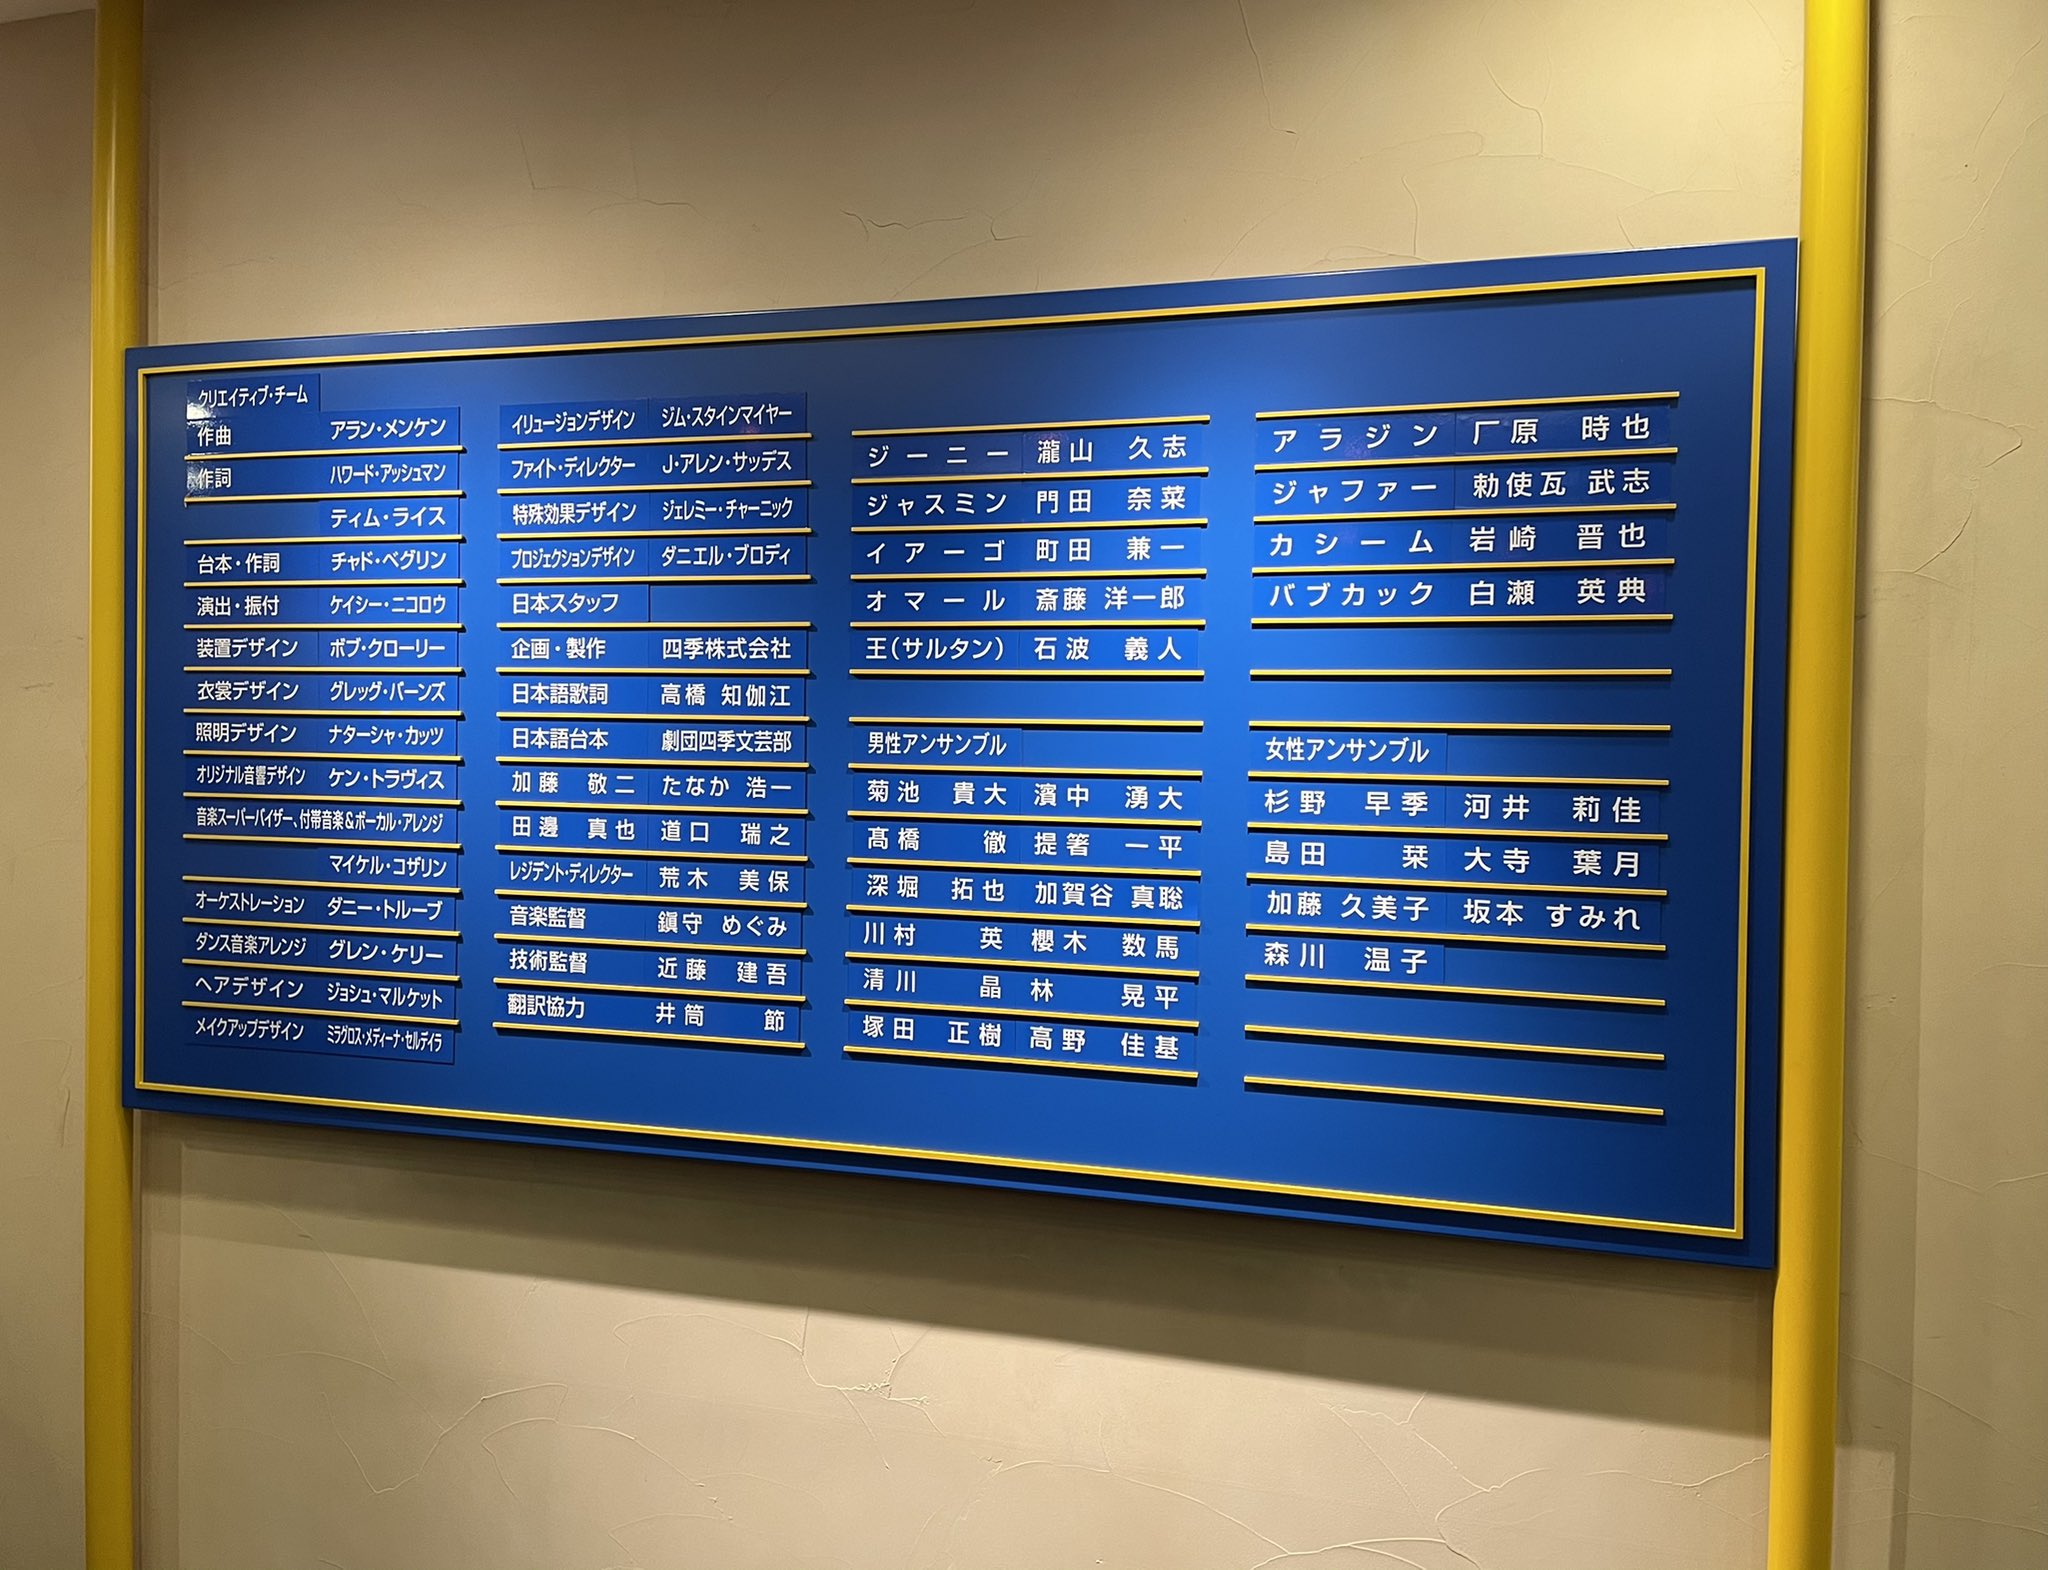 クリエイティブ・チーム
作曲 アラン・メンケン
作詞 ハワード・アッシュマン
ティム・ライス
台本・作詞 チャド・ベグリン
演出・振付 ケイシー・ニコロウ
装置デザイン ボブ・クローリー
衣裳デザイン グレッグ・バーンズ
照明デザイン ナターシャ・カッツ
オリジナル音響デザイン ケン・トラヴィス
音楽スーパーバイザー、付帯音楽&ボーカル・アレンジ
マイケル・コザリン
オーケストレーション ダニー・トルーブ
ダンス音楽アレンジ グレン・ケリー
ヘアデザイン ジョシュ・マルケット
メイクアップデザイン ミラグロス・メディーナ・セルデイラ
イリュージョンデザイン ジム・スタインマイヤー
ファイト・ディレクター J・アレン・サッデス
特殊効果デザイン ジェレミー・チャーニック
プロジェクションデザイン ダニエル・ブロディ
日本スタッフ
企画・製作 四季株式会社
日本語歌詞 高橋 知伽江
日本語台本 劇団四季文芸部
加藤 敬二 たなか 浩一
田邊 真也 道口 瑞之
レジデント・ディレクター 荒木 美保
音楽監督 鎮守 めぐみ
技術監督 近藤 建吾
翻訳協力 井筒 節
ジーニー 瀧山 久志
ジャスミン 門田 奈菜
イアーゴ 町田 兼一
オマール 斎藤 洋一郎
王(サルタン) 石波 義人
男性アンサンブル
菊池 貴大 濱中 湧大
髙橋 徹 提箸 一平
深堀 拓也 加賀谷 真聡
川村 英 櫻木 数馬
清川 晶 林 晃平
塚田 正樹 高野 佳基
アラジン 厂原 時也
ジャファー 勅使瓦 武志
カシーム 岩崎 晋也
バブカック 白瀬 英典
女性アンサンブル
杉野 早季 河井 莉佳
島田 栞 大寺 葉月
加藤 久美子 坂本 すみれ
森川 温子